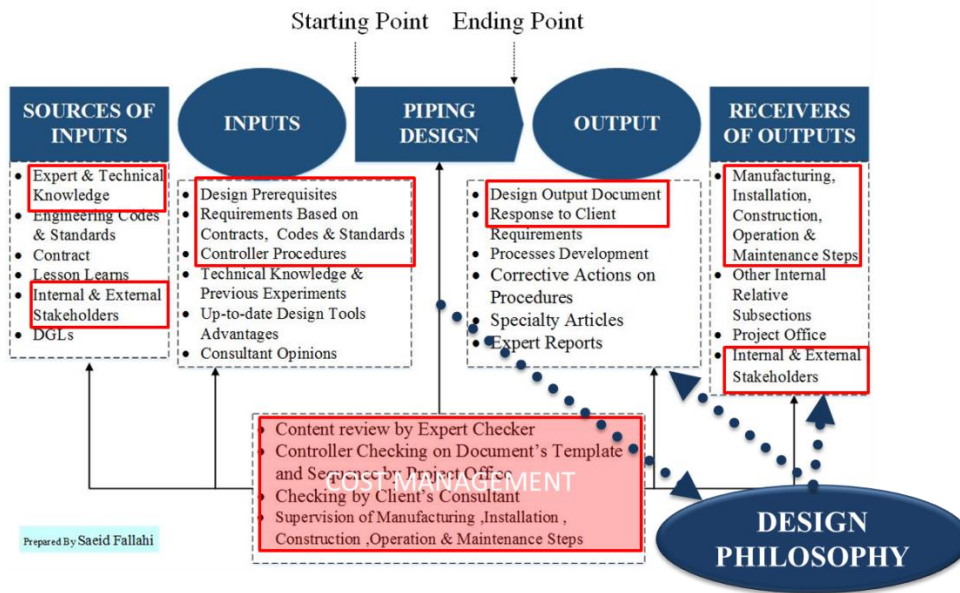 Starting Point
Ending Point
SOURCES OF
INPUTS
INPUTS
PIPING
DESIGN
OUTPUT
RECEIVERS
OF OUTPUTS
• Expert & Technical
Knowledge
• Engineering Codes
& Standards
• Contract
• Lesson Learns
• Internal & External
Stakeholders
• DGLs
• Design Prerequisites
• Requirements Based on
Contracts, Codes & Standards
• Controller Procedures
• Technical Knowledge &
Previous Experiments
• Up-to-date Design Tools
Advantages
• Consultant Opinions
• Design Output Document
• Response to Client
Requirements
• Processes Development
• Corrective Actions on
Procedures
• Specialty Articles
• Expert Reports
• Manufacturing,
Installation,
Construction,
Operation &
Maintenance Steps
• Other Internal
Relative
Subsections
• Project Office
• Internal & External
Stakeholders
• Content review by Expert Checker
• Controller Checking on Document's Template
and Sequence by Project Office
COST MANAGEMENT
• Checking by Client's Consultant
• Supervision of Manufacturing ,Installation ,
Construction ,Operation & Maintenance Steps
DESIGN
PHILOSOPHY
Prepared By Saeid Fallahi